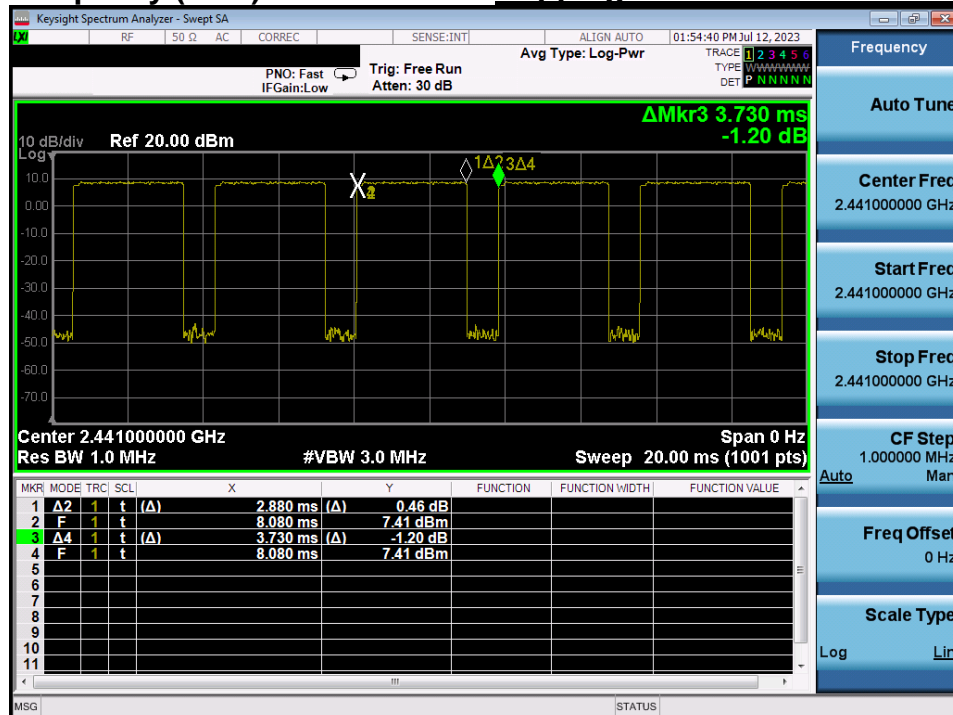 Keysight Spectrum Analyzer - Swept SA
LXI RF 50 Ω AC CORREC SENSE:INT ALIGN AUTO 01:54:40 PM Jul 12, 2023
Avg Type: Log-Pwr TRACE 1 2 3 4 5 6
PNO: Fast Trig: Free Run TYPE WWWWWW
IFGain:Low Atten: 30 dB DET P N N N N N
ΔMkr3 3.730 ms
-1.20 dB
10 dB/div Ref 20.00 dBm
Log
1Δ2 3Δ4
10.0
0.00
-10.0
-20.0
-30.0
-40.0
-50.0
-60.0
-70.0
Center 2.441000000 GHz Span 0 Hz
Res BW 1.0 MHz #VBW 3.0 MHz Sweep 20.00 ms (1001 pts)
MKR MODE TRC SCL X Y FUNCTION FUNCTION WIDTH FUNCTION VALUE
1 Δ2 1 t (Δ) 2.880 ms (Δ) 0.46 dB
2 F 1 t 8.080 ms 7.41 dBm
3 Δ4 1 t (Δ) 3.730 ms (Δ) -1.20 dB
4 F 1 t 8.080 ms 7.41 dBm
5
6
7
8
9
10
11
MSG STATUS
Frequency
Auto Tune
Center Freq
2.441000000 GHz
Start Freq
2.441000000 GHz
Stop Freq
2.441000000 GHz
CF Step
1.000000 MHz
Auto Man
Freq Offset
0 Hz
Scale Type
Log Lin